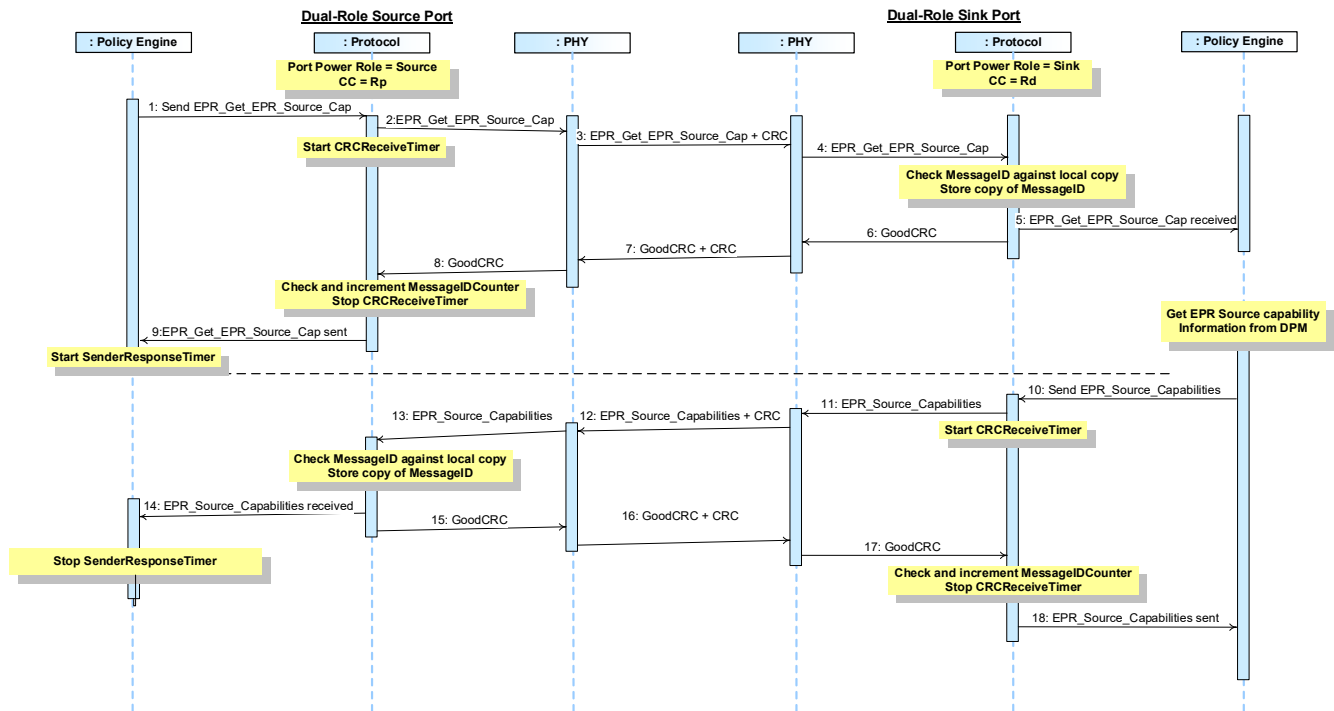 Dual-Role Source Port
Dual-Role Sink Port
: Policy Engine
: Protocol
: PHY
: PHY
: Protocol
: Policy Engine
Port Power Role = Source
CC = Rp
Port Power Role = Sink
CC = Rd
1: Send EPR_Get_EPR_Source_Cap
2:EPR_Get_EPR_Source_Cap
Start CRCReceiveTimer
3: EPR_Get_EPR_Source_Cap + CRC
4: EPR_Get_EPR_Source_Cap
Check MessageID against local copy
Store copy of MessageID
5: EPR_Get_EPR_Source_Cap received
6: GoodCRC
7: GoodCRC + CRC
8: GoodCRC
Check and increment MessageIDCounter
Stop CRCReceiveTimer
9:EPR_Get_EPR_Source_Cap sent
Start SenderResponseTimer
Get EPR Source capability
Information from DPM
10: Send EPR_Source_Capabilities
11: EPR_Source_Capabilities
Start CRCReceiveTimer
12: EPR_Source_Capabilities + CRC
13: EPR_Source_Capabilities
Check MessageID against local copy
Store copy of MessageID
14: EPR_Source_Capabilities received
15: GoodCRC
16: GoodCRC + CRC
17: GoodCRC
Stop SenderResponseTimer
Check and increment MessageIDCounter
Stop CRCReceiveTimer
18: EPR_Source_Capabilities sent